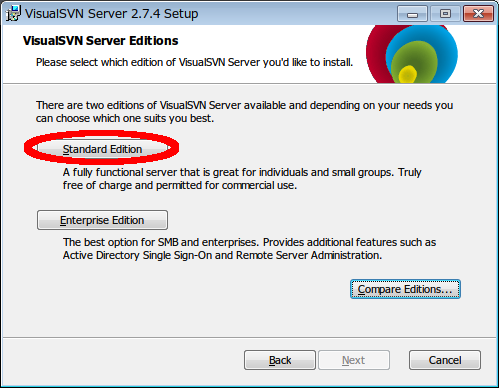 VisualSVN Server 2.7.4 Setup
VisualSVN Server Editions
Please select which edition of VisualSVN Server you'd like to install.
There are two editions of VisualSVN Server available and depending on your needs you
can choose which one suits you best.
Standard Edition
A fully functional server that is great for individuals and small groups. Truly
free of charge and permitted for commercial use.
Enterprise Edition
The best option for SMB and enterprises. Provides additional features such as
Active Directory Single Sign-On and Remote Server Administration.
Compare Editions...
Back
Next
Cancel